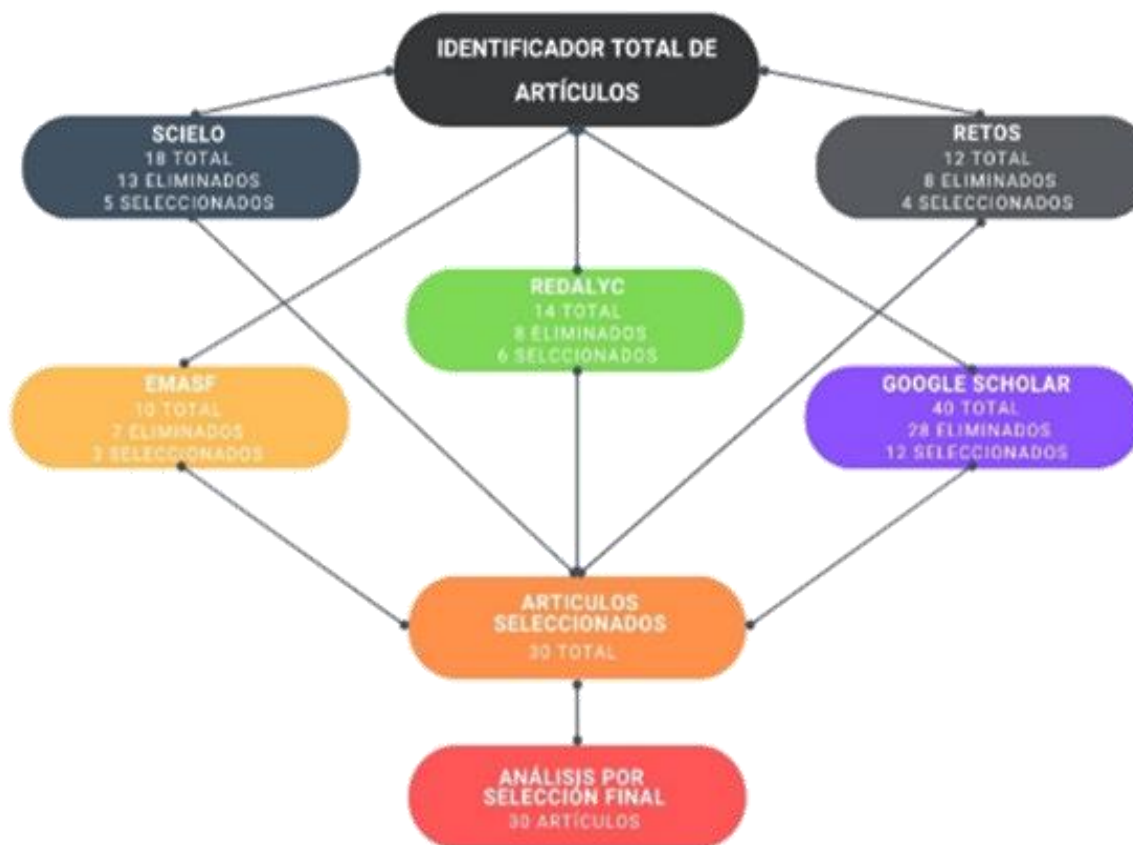 IDENTIFICADOR TOTAL DE
ARTÍCULOS
SCIELO
18 TOTAL
13 ELIMINADOS
5 SELECCIONADOS
RETOS
12 TOTAL
8 ELIMINADOS
4 SELECCIONADOS
REDALYC
14 TOTAL
8 ELIMINADOS
6 SELCCIONADOS
EMASF
10 TOTAL
7 ELIMINADOS
3 SELECCIONADOS
GOOGLE SCHOLAR
40 TOTAL
28 ELIMINADOS
12 SELECCIONADOS
ARTICULOS
SELECCIONADOS
30 TOTAL
ANÁLISIS POR
SELECCIÓN FINAL
30 ARTÍCULOS